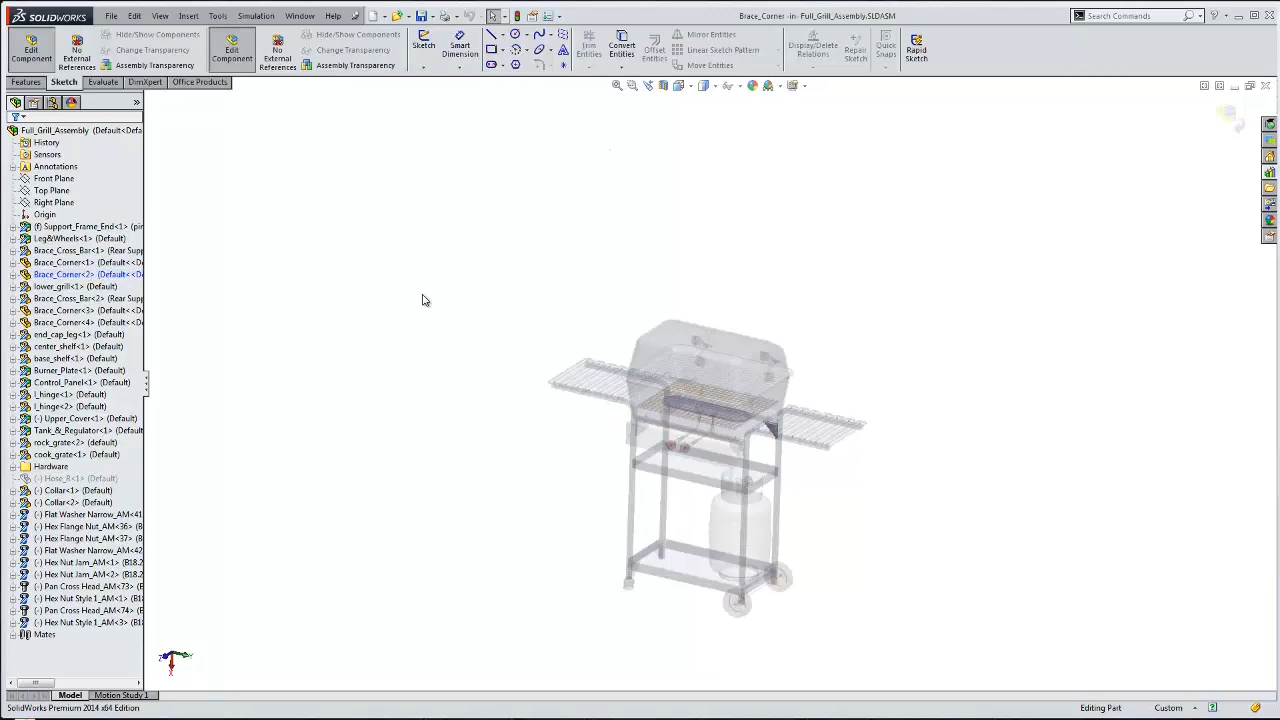 SOLIDWORKS File Edit View Insert Tools Simulation Window Help Brace_Corner -in- Full_Grill_Assembly.SLDASM Search Commands
Edit Component
No External References
Hide/Show Components
Change Transparency
Assembly Transparency
Edit Component
No External References
Hide/Show Components
Change Transparency
Assembly Transparency
Sketch
Smart Dimension
Trim Entities
Convert Entities
Offset Entities
Mirror Entities
Linear Sketch Pattern
Move Entities
Display/Delete Relations
Repair Sketch
Quick Snaps
Rapid Sketch
Features Sketch Evaluate DimXpert Office Products
Full_Grill_Assembly (Default<Defa
History
Sensors
Annotations
Front Plane
Top Plane
Right Plane
Origin
(f) Support_Frame_End<1> (pir
Leg&Wheels<1> (Default)
Brace_Cross_Bar<1> (Rear Supp
Brace_Corner<1> (Default<<D
Brace_Corner<2> (Default<<D
lower_grill<1> (Default)
Brace_Cross_Bar<2> (Rear Supp
Brace_Corner<3> (Default<<D
Brace_Corner<4> (Default<<D
end_cap_leg<1> (Default)
center_shelf<1> (Default)
base_shelf<1> (Default)
Burner_Plate<1> (Default)
Control_Panel<1> (Default)
l_hinge<1> (Default)
l_hinge<2> (Default)
(-) Upper_Cover<1> (Default)
Tank_&_Regulator<1> (Default
rock_grate<2> (default)
cook_grate<1> (Default)
Hardware
(-) Hose_R<1> (Default)
(-) Collar<1> (Default)
(-) Collar<2> (Default)
(-) Flat Washer Narrow_AM<41
(-) Hex Flange Nut_AM<36> (B
(-) Hex Flange Nut_AM<37> (B
(-) Flat Washer Narrow_AM<42
(-) Hex Nut Jam_AM<1> (B18.2
(-) Hex Nut Jam_AM<2> (B18.2
(-) Pan Cross Head_AM<73> (B
(-) Hex Nut Style 1_AM<1> (B1
(-) Pan Cross Head_AM<74> (B
(-) Hex Nut Style 1_AM<3> (B1
Mates
Z Y
X
Model Motion Study 1
SolidWorks Premium 2014 x64 Edition Editing Part Custom